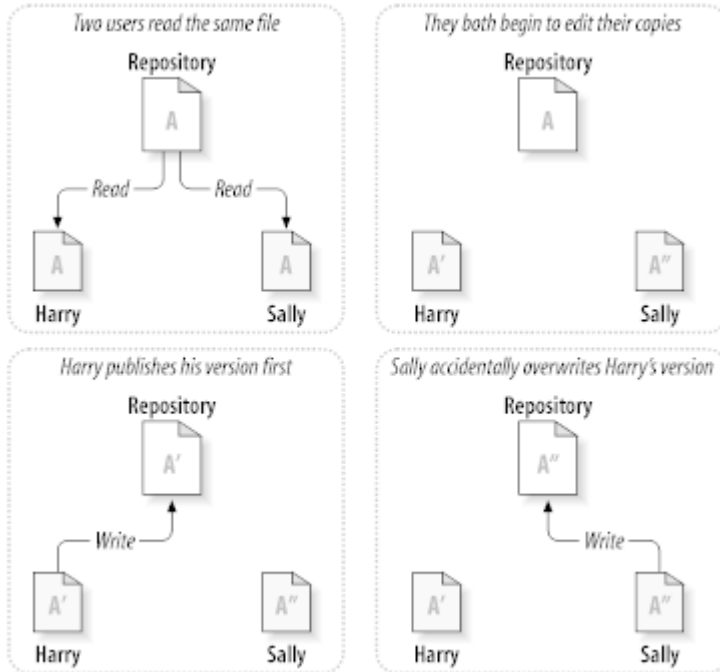 Two users read the same file
Repository
A
Read
Read
A
A
Harry
Sally
They both begin to edit their copies
Repository
A
A'
A"
Harry
Sally
Harry publishes his version first
Repository
A'
Write
A'
A"
Harry
Sally
Sally accidentally overwrites Harry's version
Repository
A"
Write
A'
A"
Harry
Sally